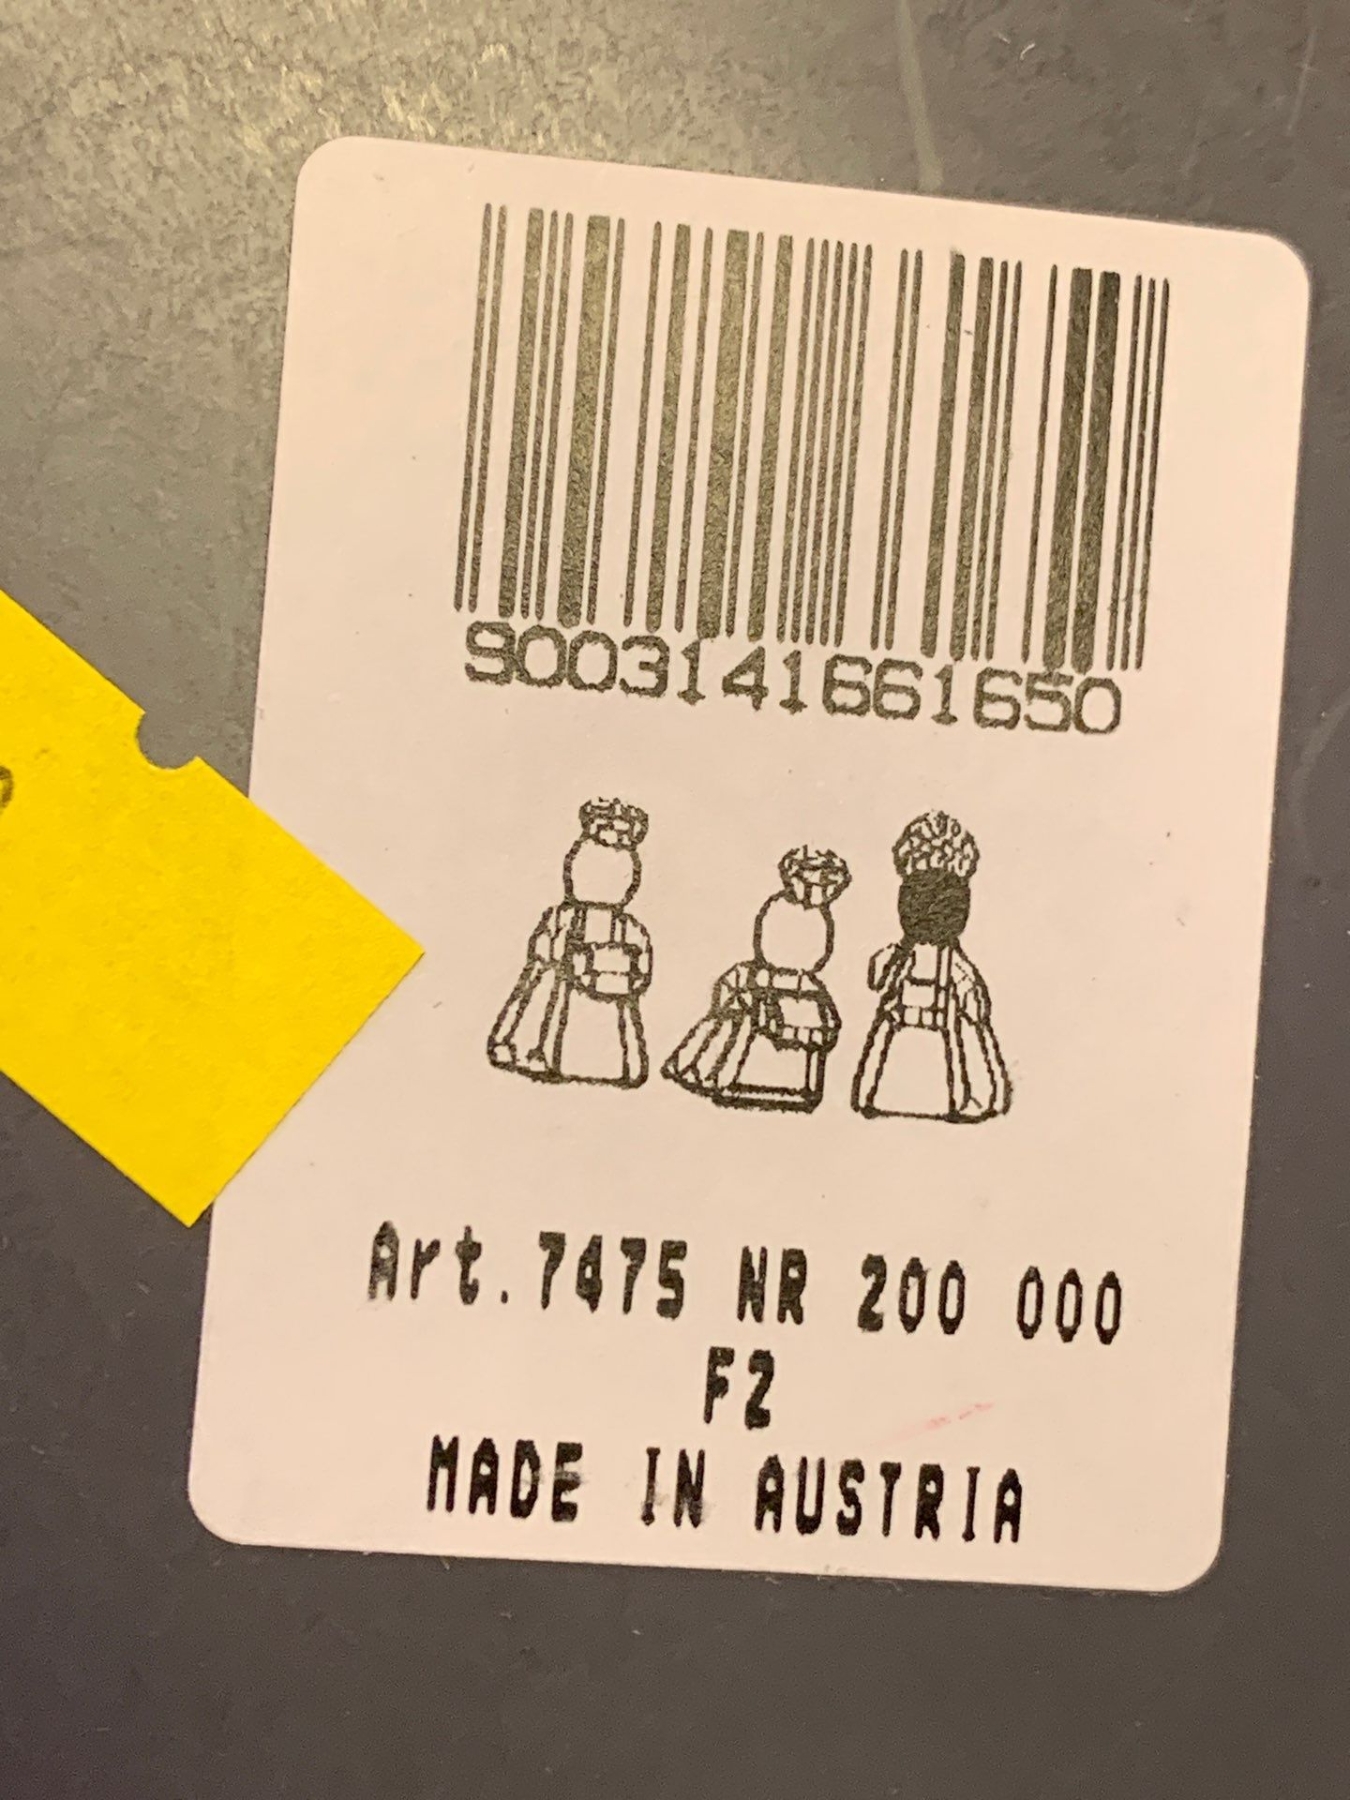 9003141661650
Art.7475 NR 200 000
F2
MADE IN AUSTRIA